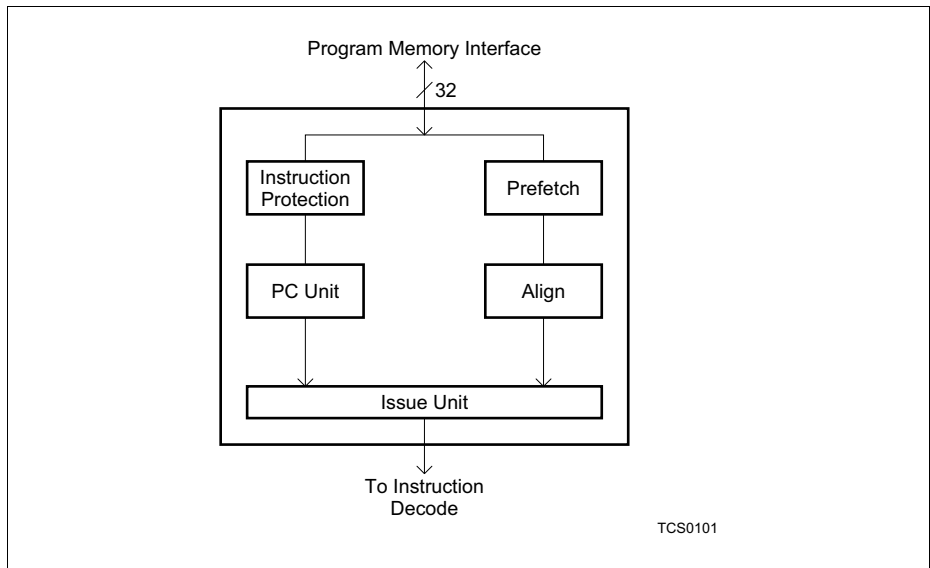 Program Memory Interface
32
Instruction
Protection
Prefetch
PC Unit
Align
Issue Unit
To Instruction
Decode
TCS0101